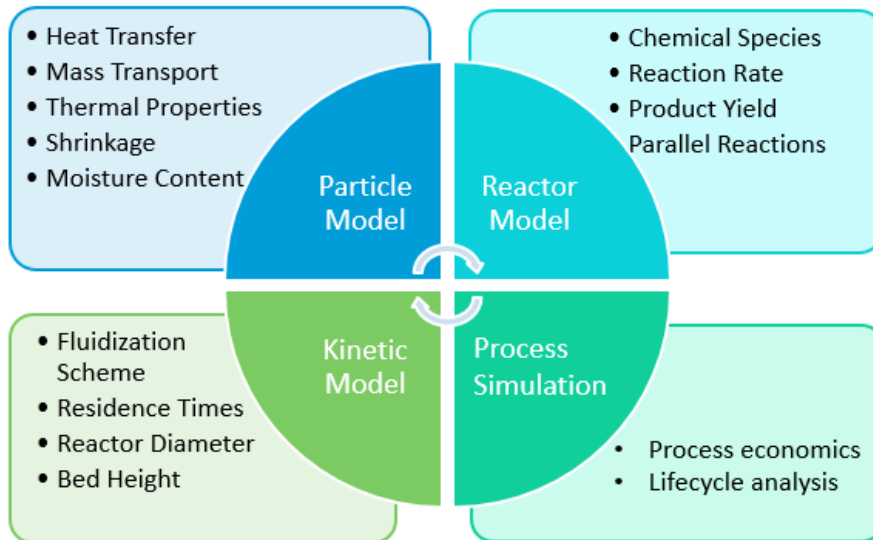 • Heat Transfer
• Mass Transport
• Thermal Properties
• Shrinkage
• Moisture Content
Particle
Model
• Chemical Species
• Reaction Rate
• Product Yield
Parallel Reactions
Reactor
Model
• Fluidization
Scheme
• Residence Times
• Reactor Diameter
• Bed Height
Kinetic
Model
Process
Simulation
• Process economics
• Lifecycle analysis